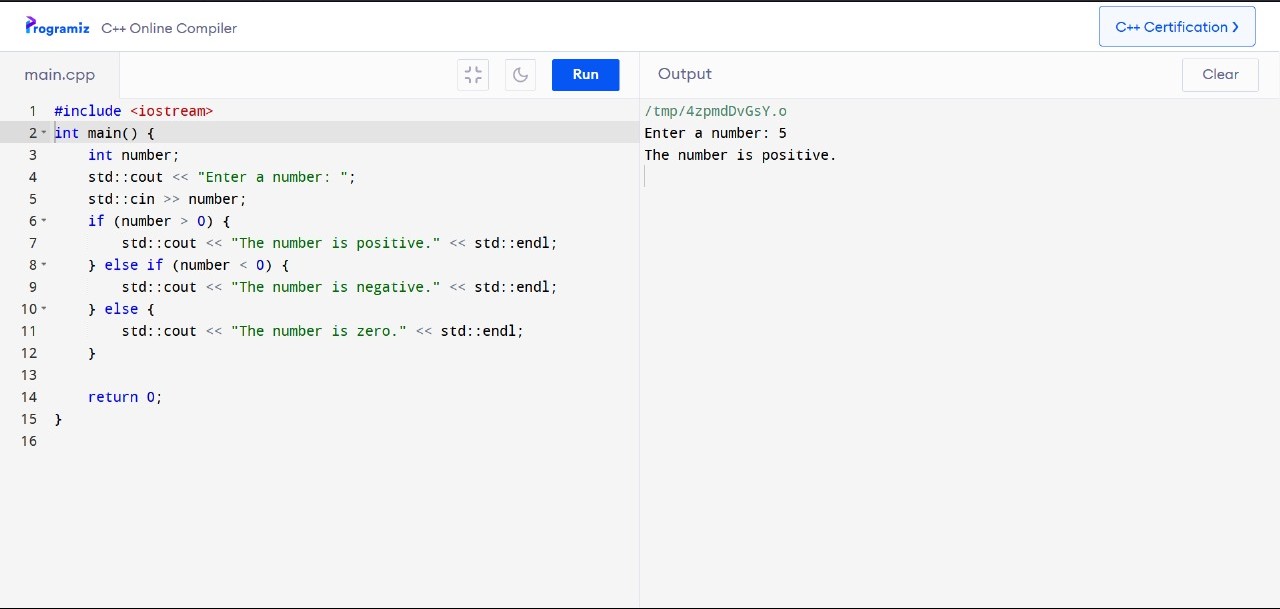 Programiz C++ Online Compiler
C++ Certification ❯
main.cpp
Run
1 #include <iostream>
2 int main() {
3     int number;
4     std::cout << "Enter a number: ";
5     std::cin >> number;
6     if (number > 0) {
7         std::cout << "The number is positive." << std::endl;
8     } else if (number < 0) {
9         std::cout << "The number is negative." << std::endl;
10     } else {
11         std::cout << "The number is zero." << std::endl;
12     }
13
14     return 0;
15 }
16
Output
Clear
/tmp/4zpmdDvGsY.o
Enter a number: 5
The number is positive.